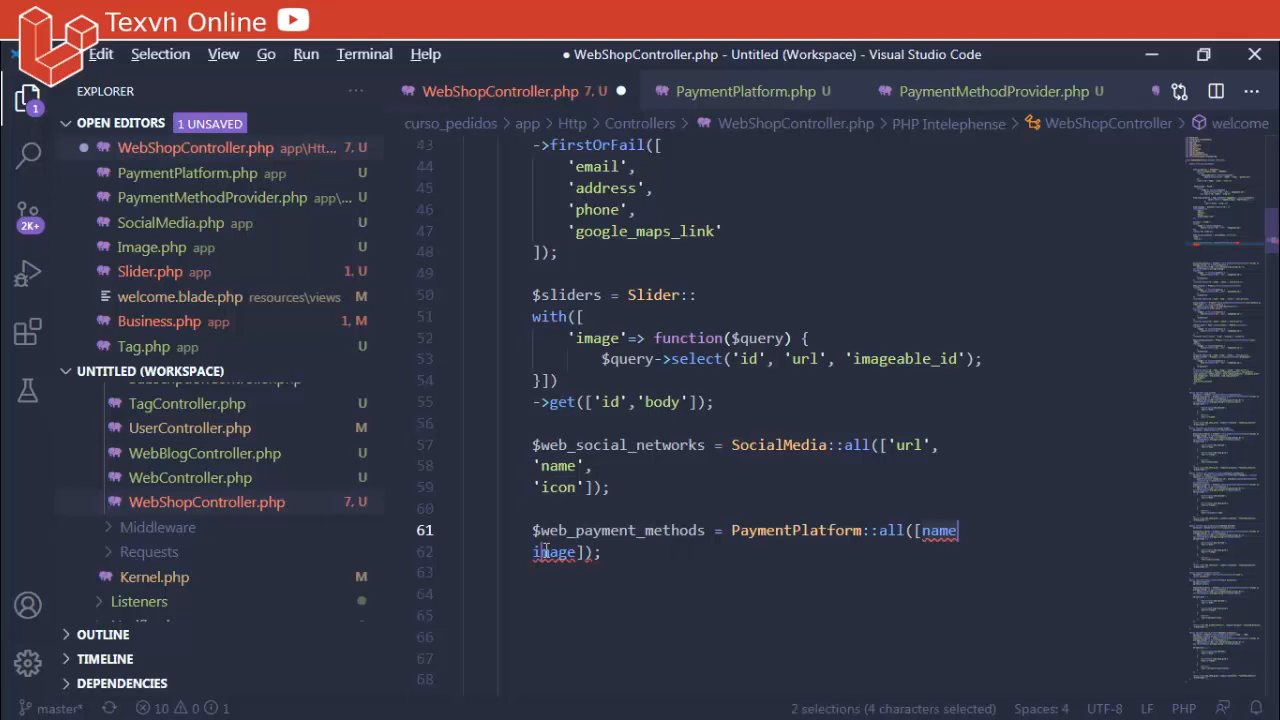 Texvn Online
Edit Selection View Go Run Terminal Help ● WebShopController.php - Untitled (Workspace) - Visual Studio Code
EXPLORER ···
WebShopController.php 7, U ● PaymentPlatform.php U PaymentMethodProvider.php U ···
1
OPEN EDITORS 1 UNSAVED
curso_pedidos > app > Http > Controllers > WebShopController.php > PHP Intelephense > WebShopController > welcome
WebShopController.php app\Htt... 7, U
43 ->firstOrFail([
PaymentPlatform.php app U
44 'email',
PaymentMethodProvider.php app\... U
45 'address',
2K+
SocialMedia.php app U
46 'phone',
47 'google_maps_link'
Image.php app U
48 ]);
Slider.php app 1, U
49
welcome.blade.php resources\views M
50 $sliders = Slider::
Business.php app 1, M
51 with([
Tag.php app U
52 'image'=> function($query) {
UNTITLED (WORKSPACE)
53 $query->select('id', 'url', 'imageable_id');
54 }])
TagController.php U
55 ->get(['id','body']);
UserController.php M
56
WebBlogController.php U
57 $web_social_networks = SocialMedia::all(['url',
58 'name',
WebController.php U
59 'icon']);
WebShopController.php 7, U
60
Middleware
61 $web_payment_methods = PaymentPlatform::all([name
Requests
62 image]);
Kernel.php M
63
Listeners
64
65
OUTLINE
66
TIMELINE
67
DEPENDENCIES
68
master* 10 0 1 2 selections (4 characters selected) Spaces: 4 UTF-8 LF PHP